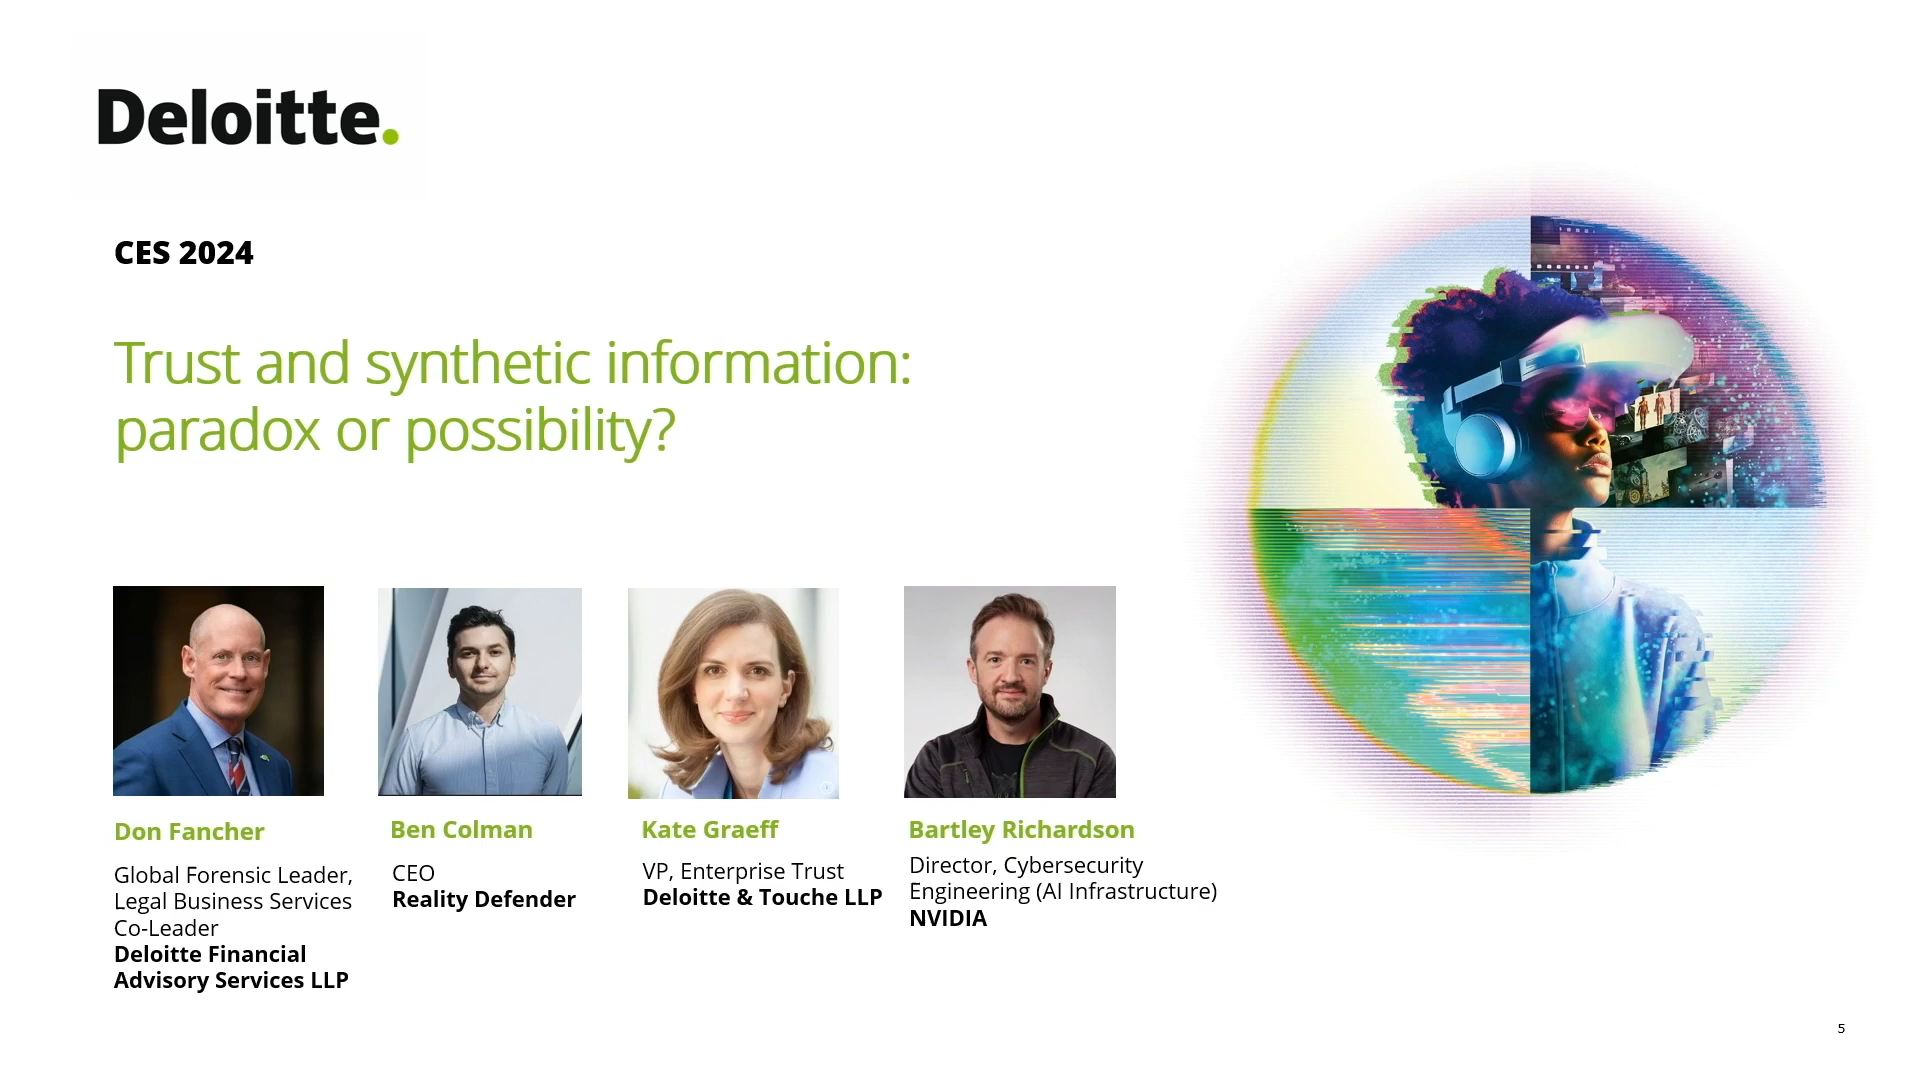 Deloitte.
CES 2024
Trust and synthetic information:
paradox or possibility?
Don Fancher
Global Forensic Leader,
Legal Business Services
Co-Leader
Deloitte Financial
Advisory Services LLP
Ben Colman
CEO
Reality Defender
Kate Graeff
VP, Enterprise Trust
Deloitte & Touche LLP
Bartley Richardson
Director, Cybersecurity
Engineering (AI Infrastructure)
NVIDIA
5